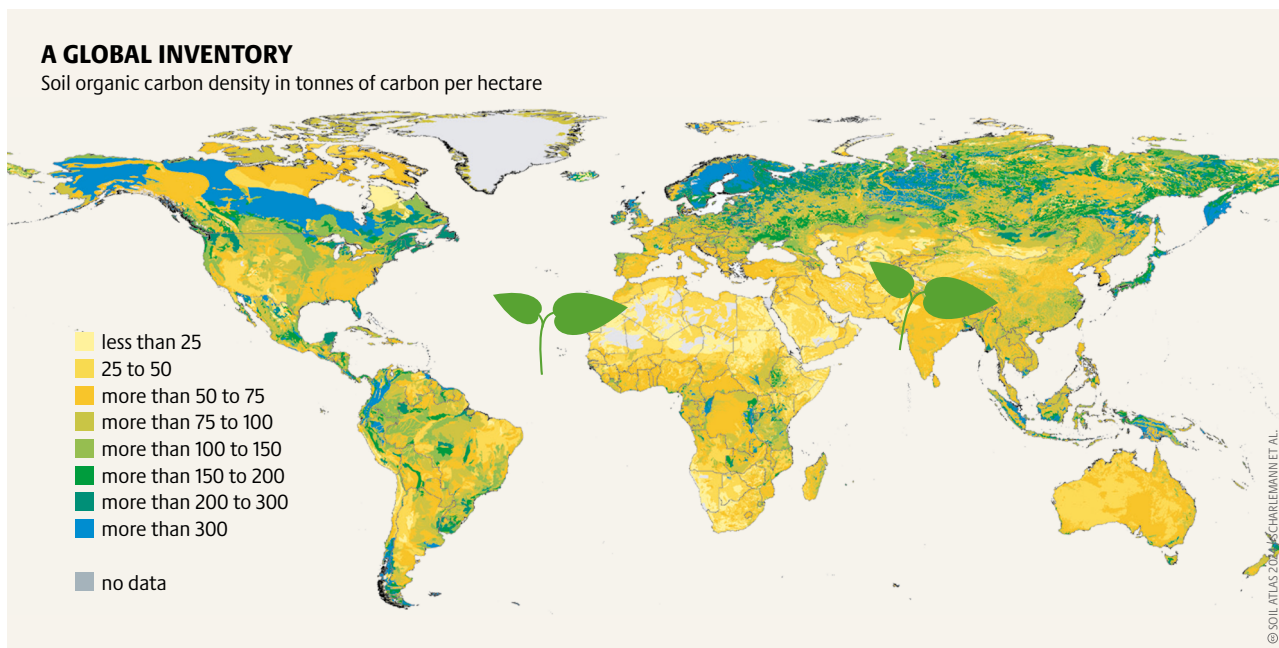 A GLOBAL INVENTORY
Soil organic carbon density in tonnes of carbon per hectare
less than 25
25 to 50
more than 50 to 75
more than 75 to 100
more than 100 to 150
more than 150 to 200
more than 200 to 300
more than 300
no data
SOIL ATLAS SCHARLEMANN ET AL.